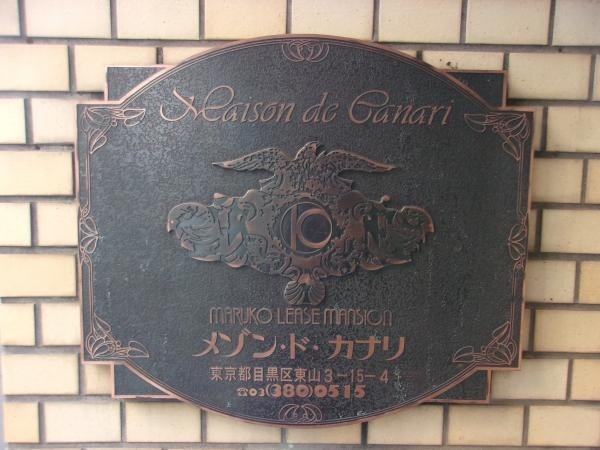 Maison de Canari
MARUKO LEASE MANSION
メゾン・ド・カナリ
東京都目黒区東山3-15-4
☎03(380)0515